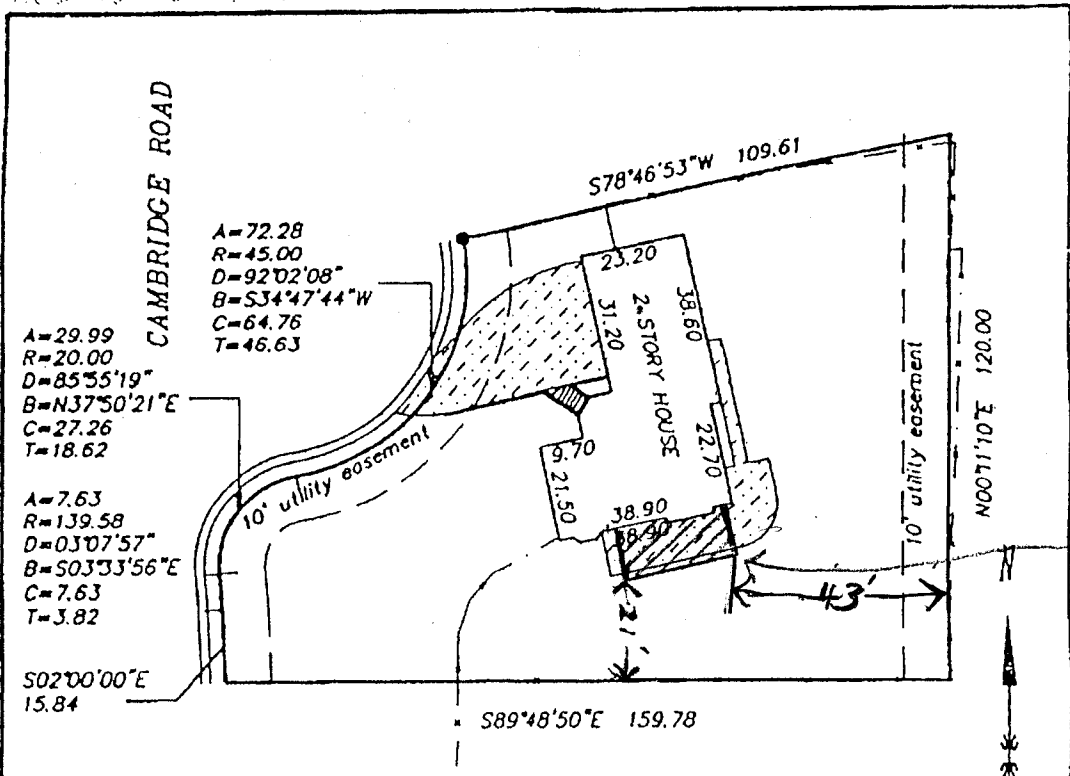 CAMBRIDGE ROAD
S78°46'53"W 109.61
A=72.28
R=45.00
D=92°02'08"
B=S34°47'44"W
C=64.76
T=46.63
A=29.99
R=20.00
D=85°55'19"
B=N37°50'21"E
C=27.26
T=18.62
A=7.63
R=139.58
D=03°07'57"
B=S03°33'56"E
C=7.63
T=3.82
S02°00'00"E
15.84
10' utility easement
23.20
31.20
38.60
2-STORY HOUSE
22.70
9.70
21.50
38.90
38.90
10' utility easement
N00°11'10"E 120.00
43'
21'
S89°48'50"E 159.78
N